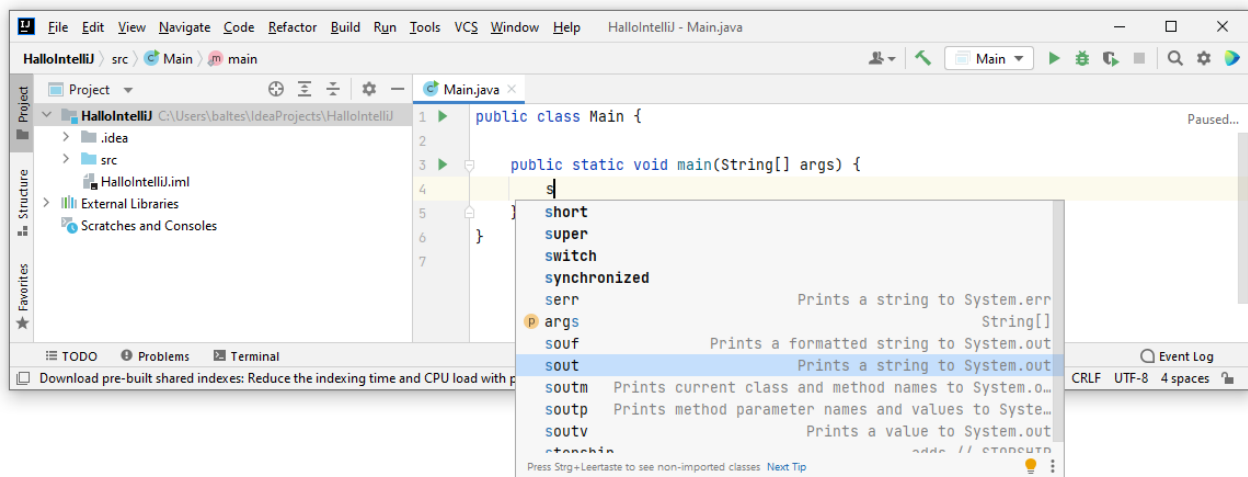 File Edit View Navigate Code Refactor Build Run Tools VCS Window Help HalloIntelliJ - Main.java
HalloIntelliJ src Main main
Main
Project
Project
Structure
Favorites
HalloIntelliJ C:\Users\baltes\IdeaProjects\HalloIntelliJ
.idea
src
HalloIntelliJ.iml
External Libraries
Scratches and Consoles
Main.java
Paused...
1 public class Main {
2
3 public static void main(String[] args) {
4 s
5 }
6 }
7
short
super
switch
synchronized
serr Prints a string to System.err
args String[]
souf Prints a formatted string to System.out
sout Prints a string to System.out
soutm Prints current class and method names to System.o…
soutp Prints method parameter names and values to Syste…
soutv Prints a value to System.out
stopship adds // STOPSHIP
Press Strg+Leertaste to see non-imported classes Next Tip
TODO Problems Terminal Event Log
Download pre-built shared indexes: Reduce the indexing time and CPU load with p CRLF UTF-8 4 spaces